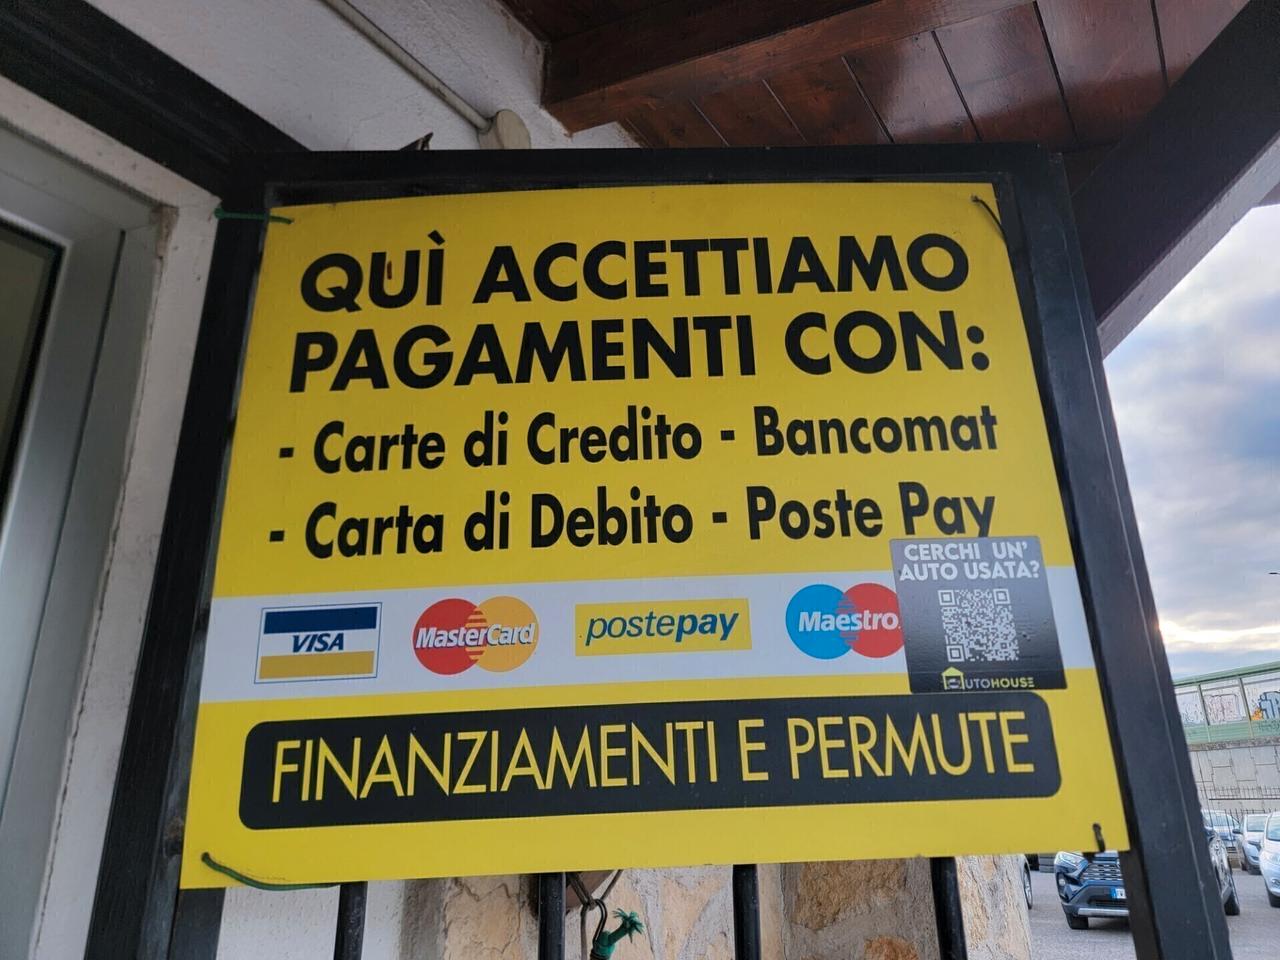 QUÌ ACCETTIAMO
PAGAMENTI CON:
- Carte di Credito - Bancomat
- Carta di Debito - Poste Pay
VISA
MasterCard
postepay
Maestro
CERCHI UN'
AUTO USATA?
AUTOHOUSE
FINANZIAMENTI E PERMUTE